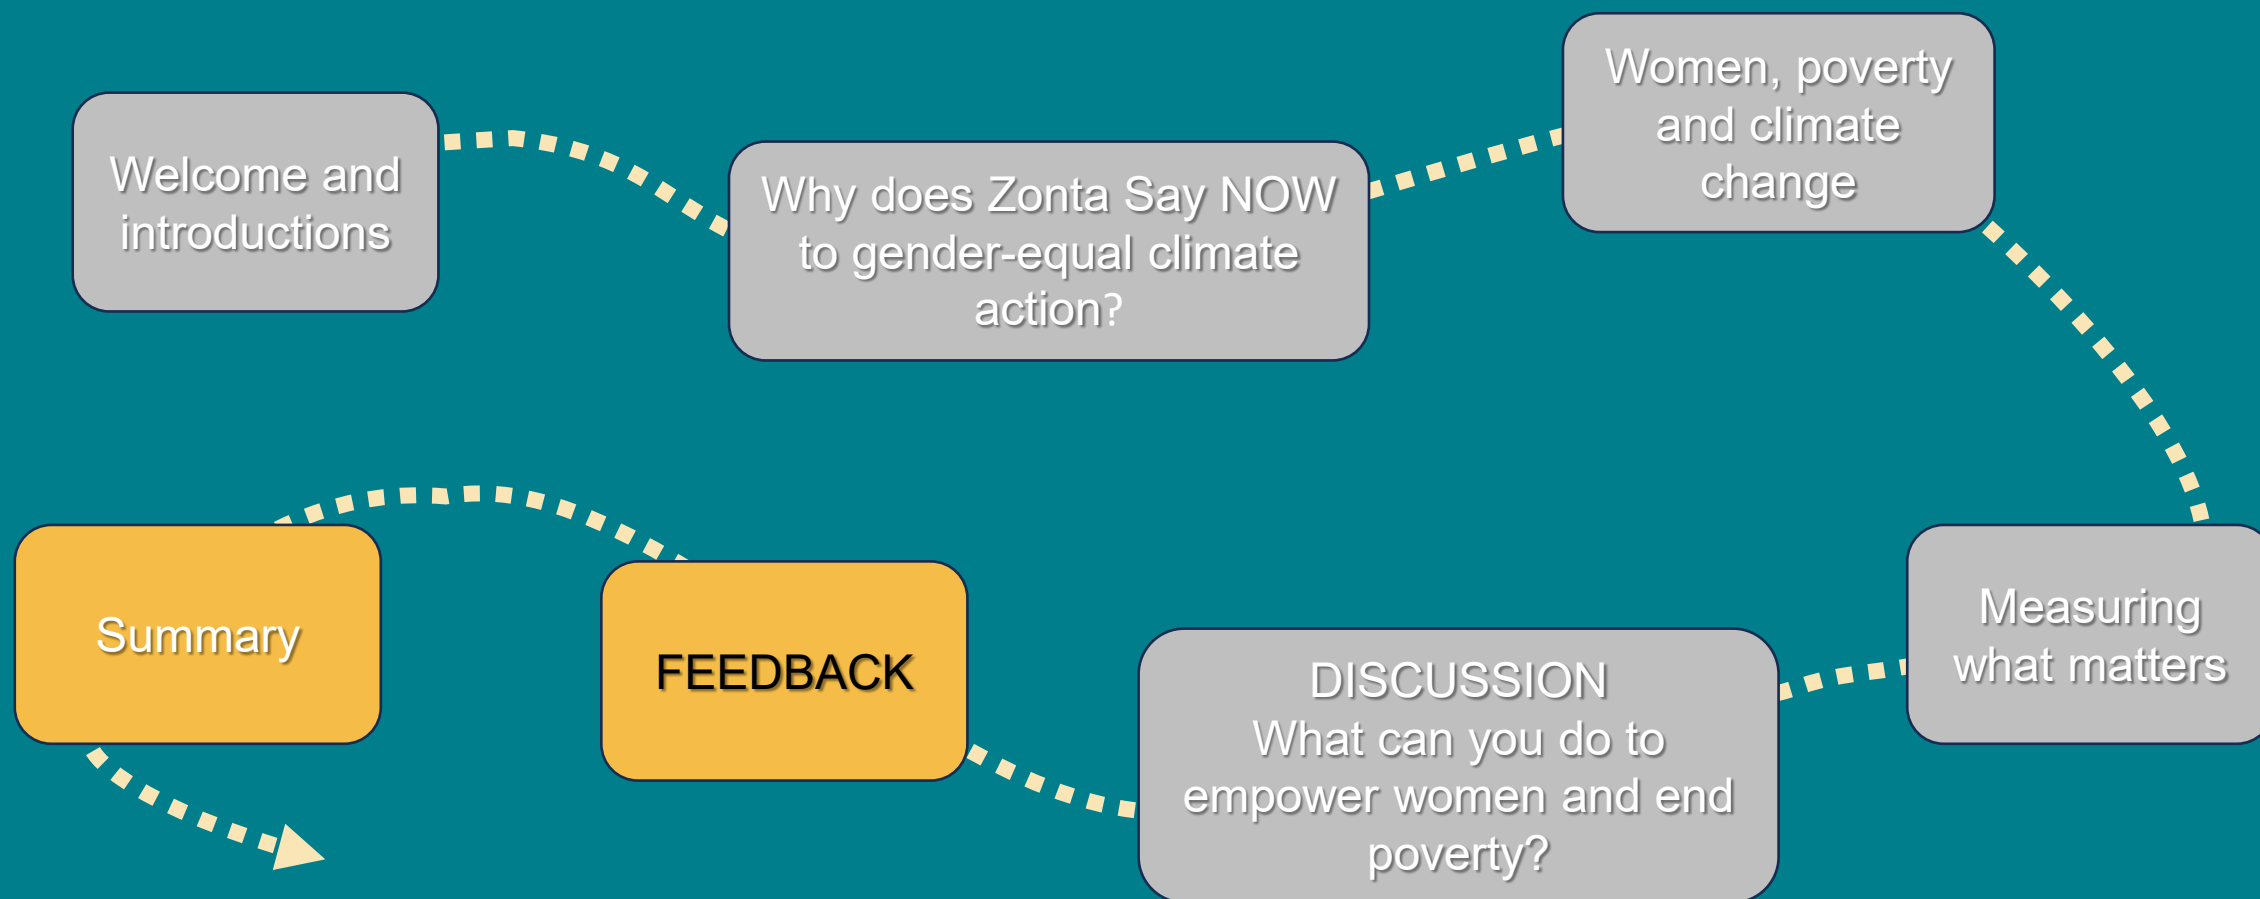 Welcome and
introductions
Why does Zonta Say NOW
to gender-equal climate
action?
Women, poverty
and climate
change
Measuring
what matters
DISCUSSION
What can you do to
empower women and end
poverty?
FEEDBACK
Summary